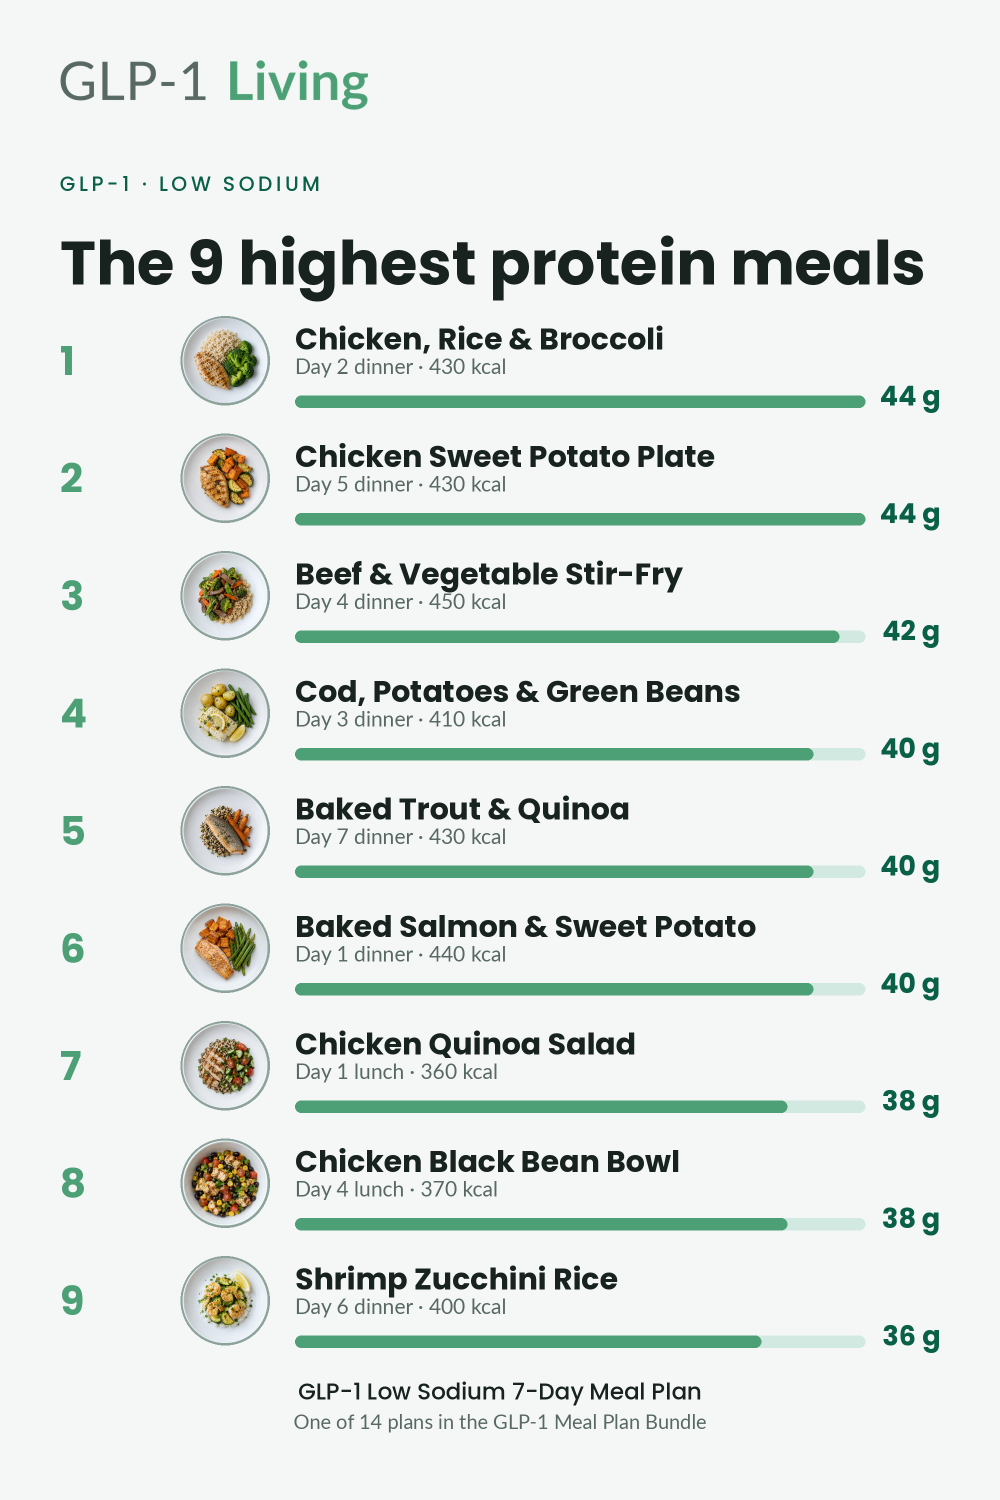 GLP-1 Living
GLP-1 · LOW SODIUM
The 9 highest protein meals
1
Chicken, Rice & Broccoli
Day 2 dinner · 430 kcal
44 g
2
Chicken Sweet Potato Plate
Day 5 dinner · 430 kcal
44 g
3
Beef & Vegetable Stir-Fry
Day 4 dinner · 450 kcal
42 g
4
Cod, Potatoes & Green Beans
Day 3 dinner · 410 kcal
40 g
5
Baked Trout & Quinoa
Day 7 dinner · 430 kcal
40 g
6
Baked Salmon & Sweet Potato
Day 1 dinner · 440 kcal
40 g
7
Chicken Quinoa Salad
Day 1 lunch · 360 kcal
38 g
8
Chicken Black Bean Bowl
Day 4 lunch · 370 kcal
38 g
9
Shrimp Zucchini Rice
Day 6 dinner · 400 kcal
36 g
GLP-1 Low Sodium 7-Day Meal Plan
One of 14 plans in the GLP-1 Meal Plan Bundle